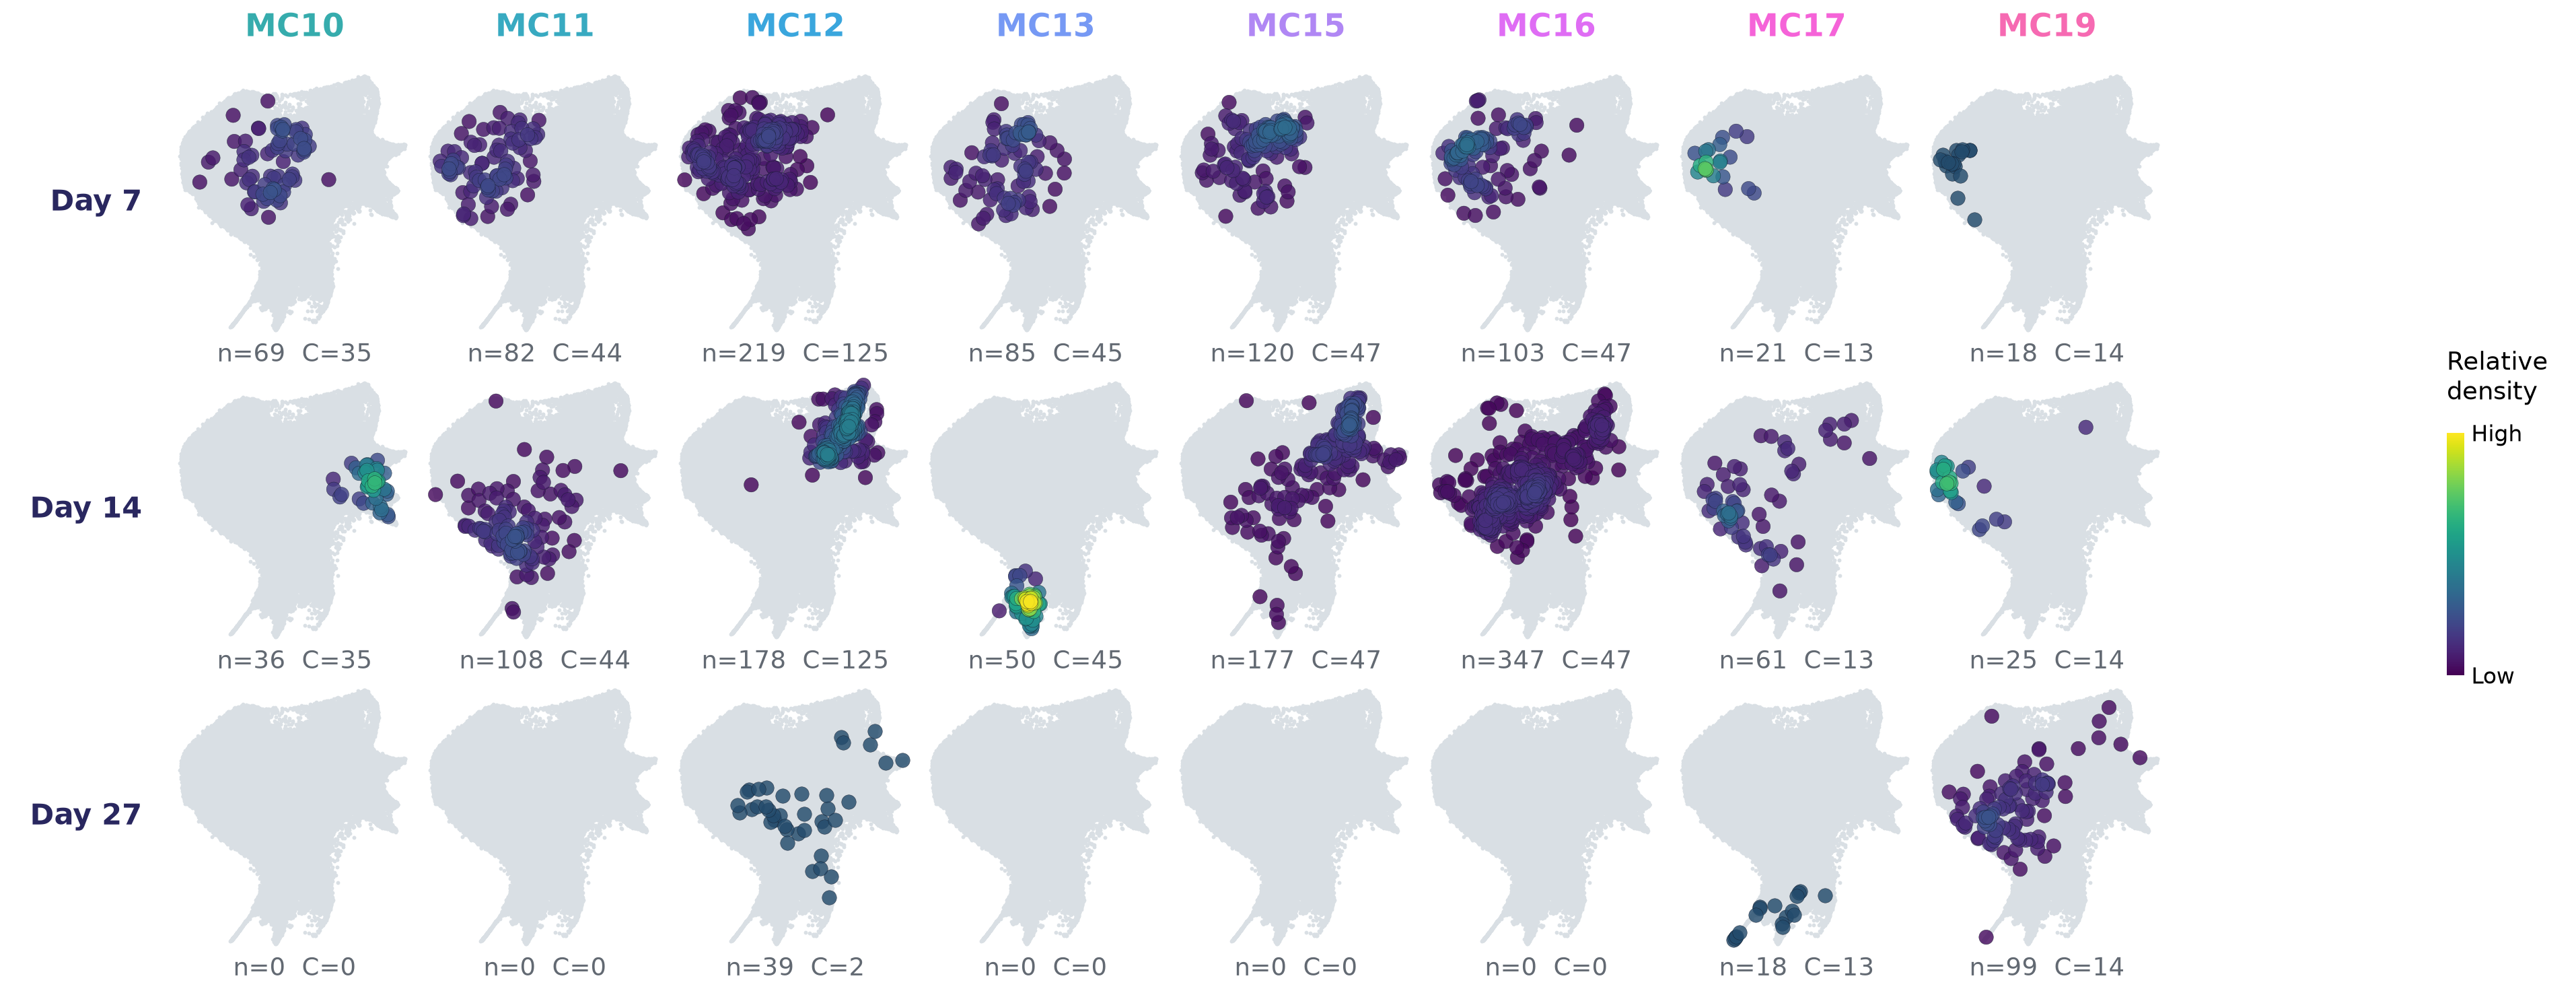 MC10 MC11 MC12 MC13 MC15 MC16 MC17 MC19
Day 7
n=69 C=35 n=82 C=44 n=219 C=125 n=85 C=45 n=120 C=47 n=103 C=47 n=21 C=13 n=18 C=14
Relative
density
High
Low
Day 14
n=36 C=35 n=108 C=44 n=178 C=125 n=50 C=45 n=177 C=47 n=347 C=47 n=61 C=13 n=25 C=14
Day 27
n=0 C=0 n=0 C=0 n=39 C=2 n=0 C=0 n=0 C=0 n=0 C=0 n=18 C=13 n=99 C=14